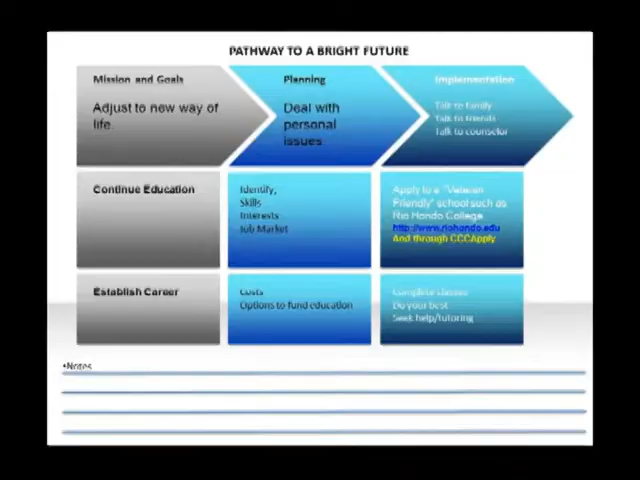 PATHWAY TO A BRIGHT FUTURE
Mission and Goals
Adjust to new way of
life.
Planning
Deal with
personal
issues
Implementation
Talk to family
Talk to friends
Talk to counselor
Continue Education
Identify,
Skills
Interests
Job Market
Apply to a "Veteran
Friendly" school such as
Rio Hondo College
http://www.riohondo.edu
And through CCCApply
Establish Career
Costs
Options to fund education
Complete classes
Do your best
Seek help/tutoring
•Notes